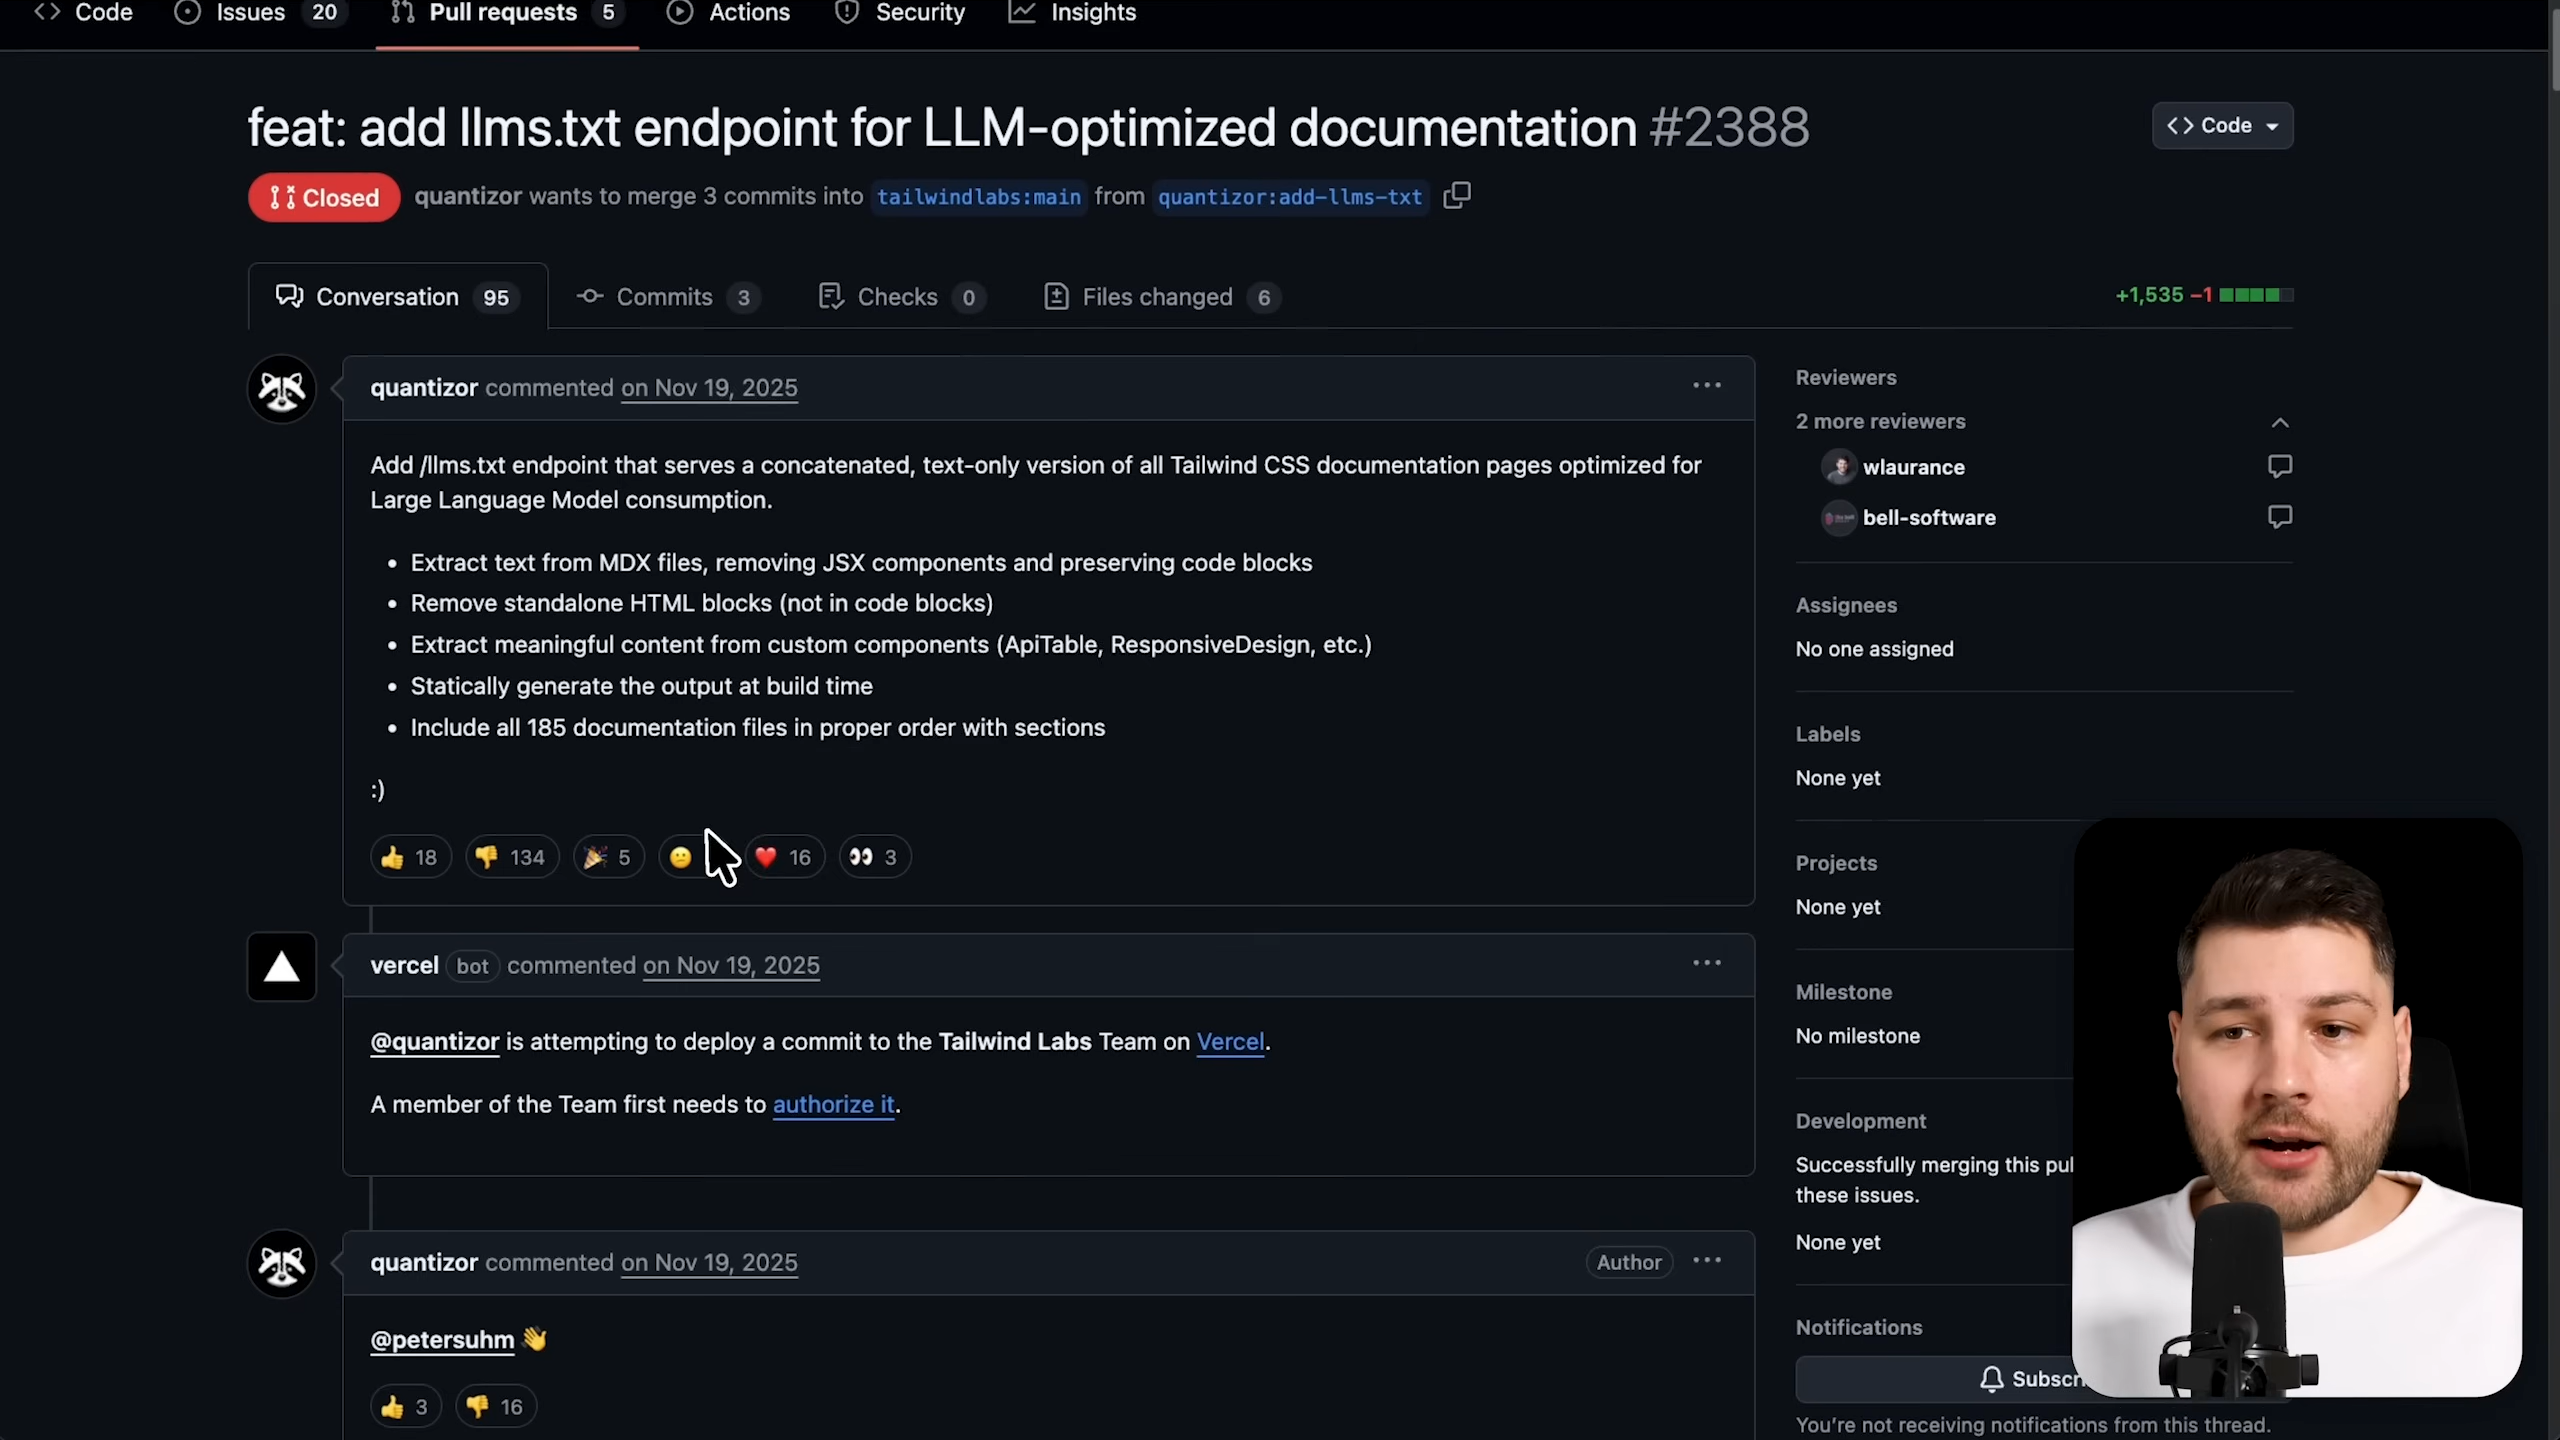 Code Issues 20 Pull requests 5 Actions Security Insights
feat: add llms.txt endpoint for LLM-optimized documentation #2388
Code
Closed quantizor wants to merge 3 commits into tailwindlabs:main from quantizor:add-llms-txt
Conversation 95 Commits 3 Checks 0 Files changed 6
+1,535 −1
quantizor commented on Nov 19, 2025
Add /llms.txt endpoint that serves a concatenated, text-only version of all Tailwind CSS documentation pages optimized for
Large Language Model consumption.
• Extract text from MDX files, removing JSX components and preserving code blocks
• Remove standalone HTML blocks (not in code blocks)
• Extract meaningful content from custom components (ApiTable, ResponsiveDesign, etc.)
• Statically generate the output at build time
• Include all 185 documentation files in proper order with sections
:)
👍 18 👎 134 🎉 5 😕 ❤️ 16 👀 3
vercel bot commented on Nov 19, 2025
@quantizor is attempting to deploy a commit to the Tailwind Labs Team on Vercel.
A member of the Team first needs to authorize it.
quantizor commented on Nov 19, 2025
Author
@petersuhm 👋
👍 3 👎 16
Reviewers
2 more reviewers
wlaurance
bell-software
Assignees
No one assigned
Labels
None yet
Projects
None yet
Milestone
No milestone
Development
Successfully merging this
these issues.
None yet
Notifications
You're not receiving notifications from this thread.